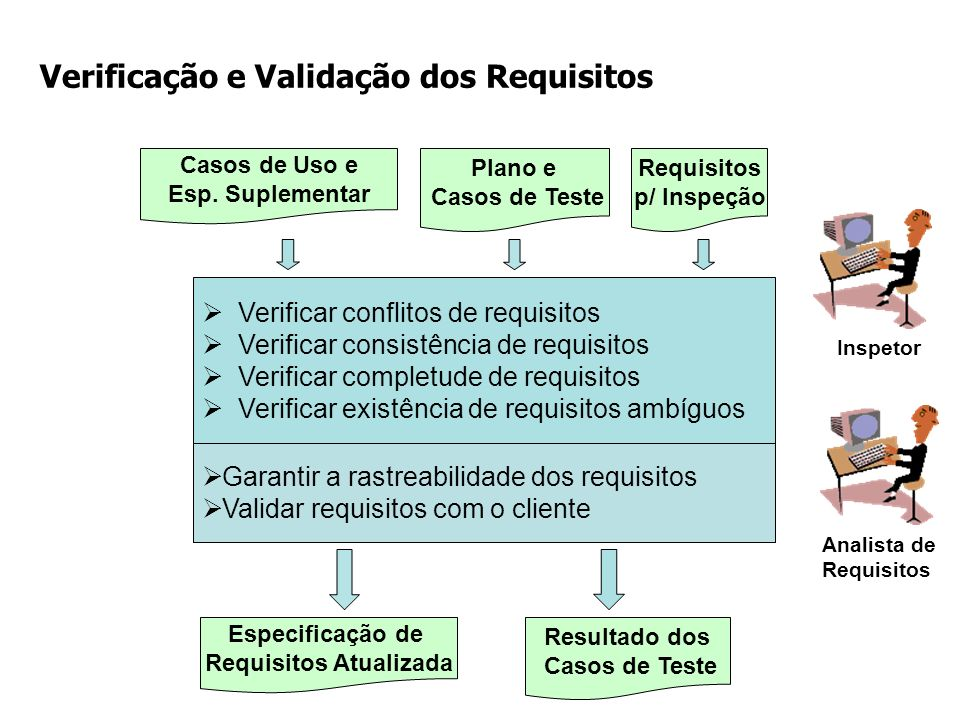 Verificação e Validação dos Requisitos
Casos de Uso e
Esp. Suplementar
Plano e
Casos de Teste
Requisitos
p/ Inspeção
Verificar conflitos de requisitos
Verificar consistência de requisitos
Verificar completude de requisitos
Verificar existência de requisitos ambíguos
Inspetor
Garantir a rastreabilidade dos requisitos
Validar requisitos com o cliente
Analista de
Requisitos
Especificação de
Requisitos Atualizada
Resultado dos
Casos de Teste